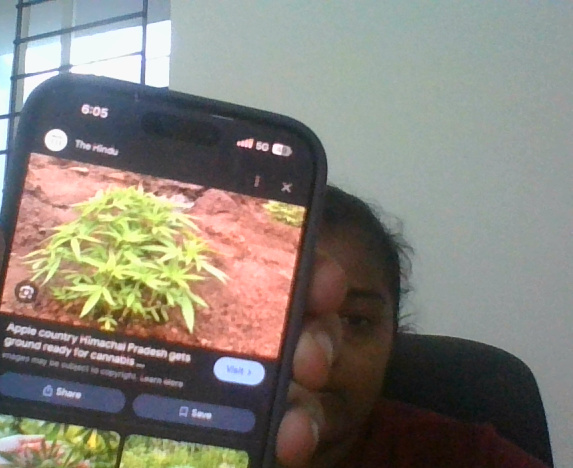 6:05
5G
The Hindu
Apple country Himachal Pradesh gets
ground ready for cannabis ...
Images may be subject to copyright. Learn more
Visit >
Share
Save